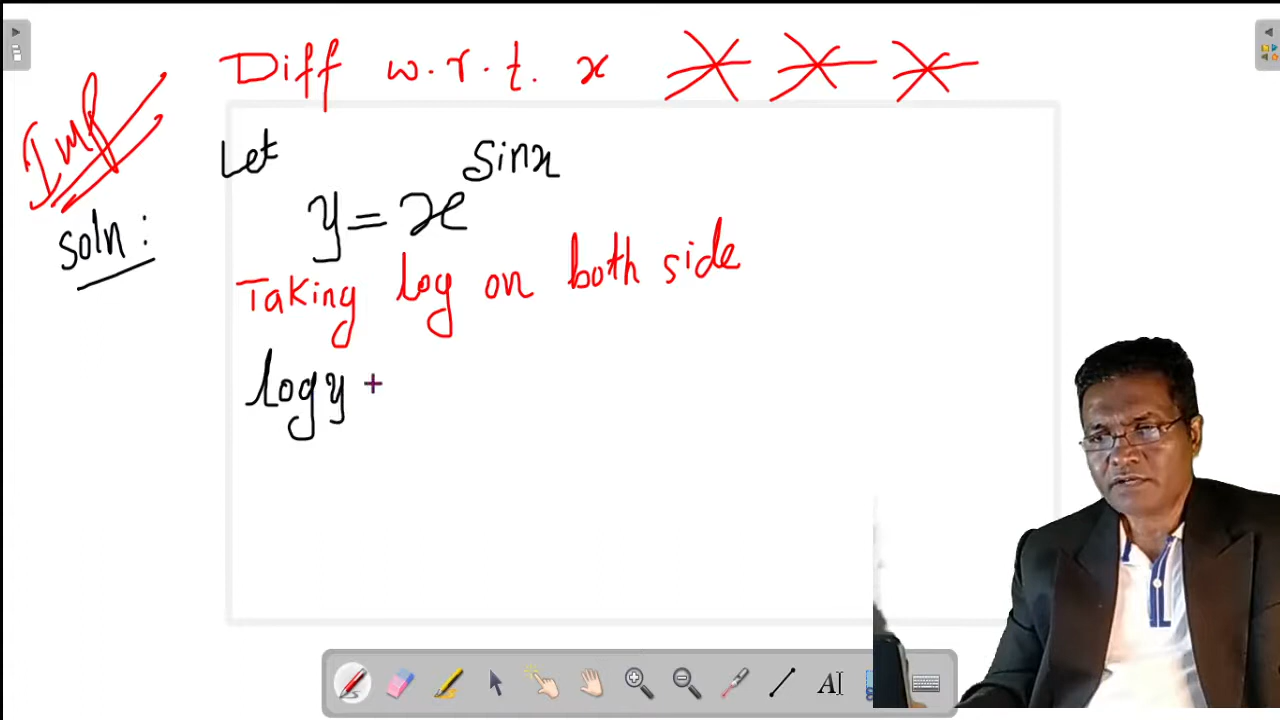 Diff w.r.t. x
Imp
Let
y = x^sinx
Soln:
Taking log on both side
log y